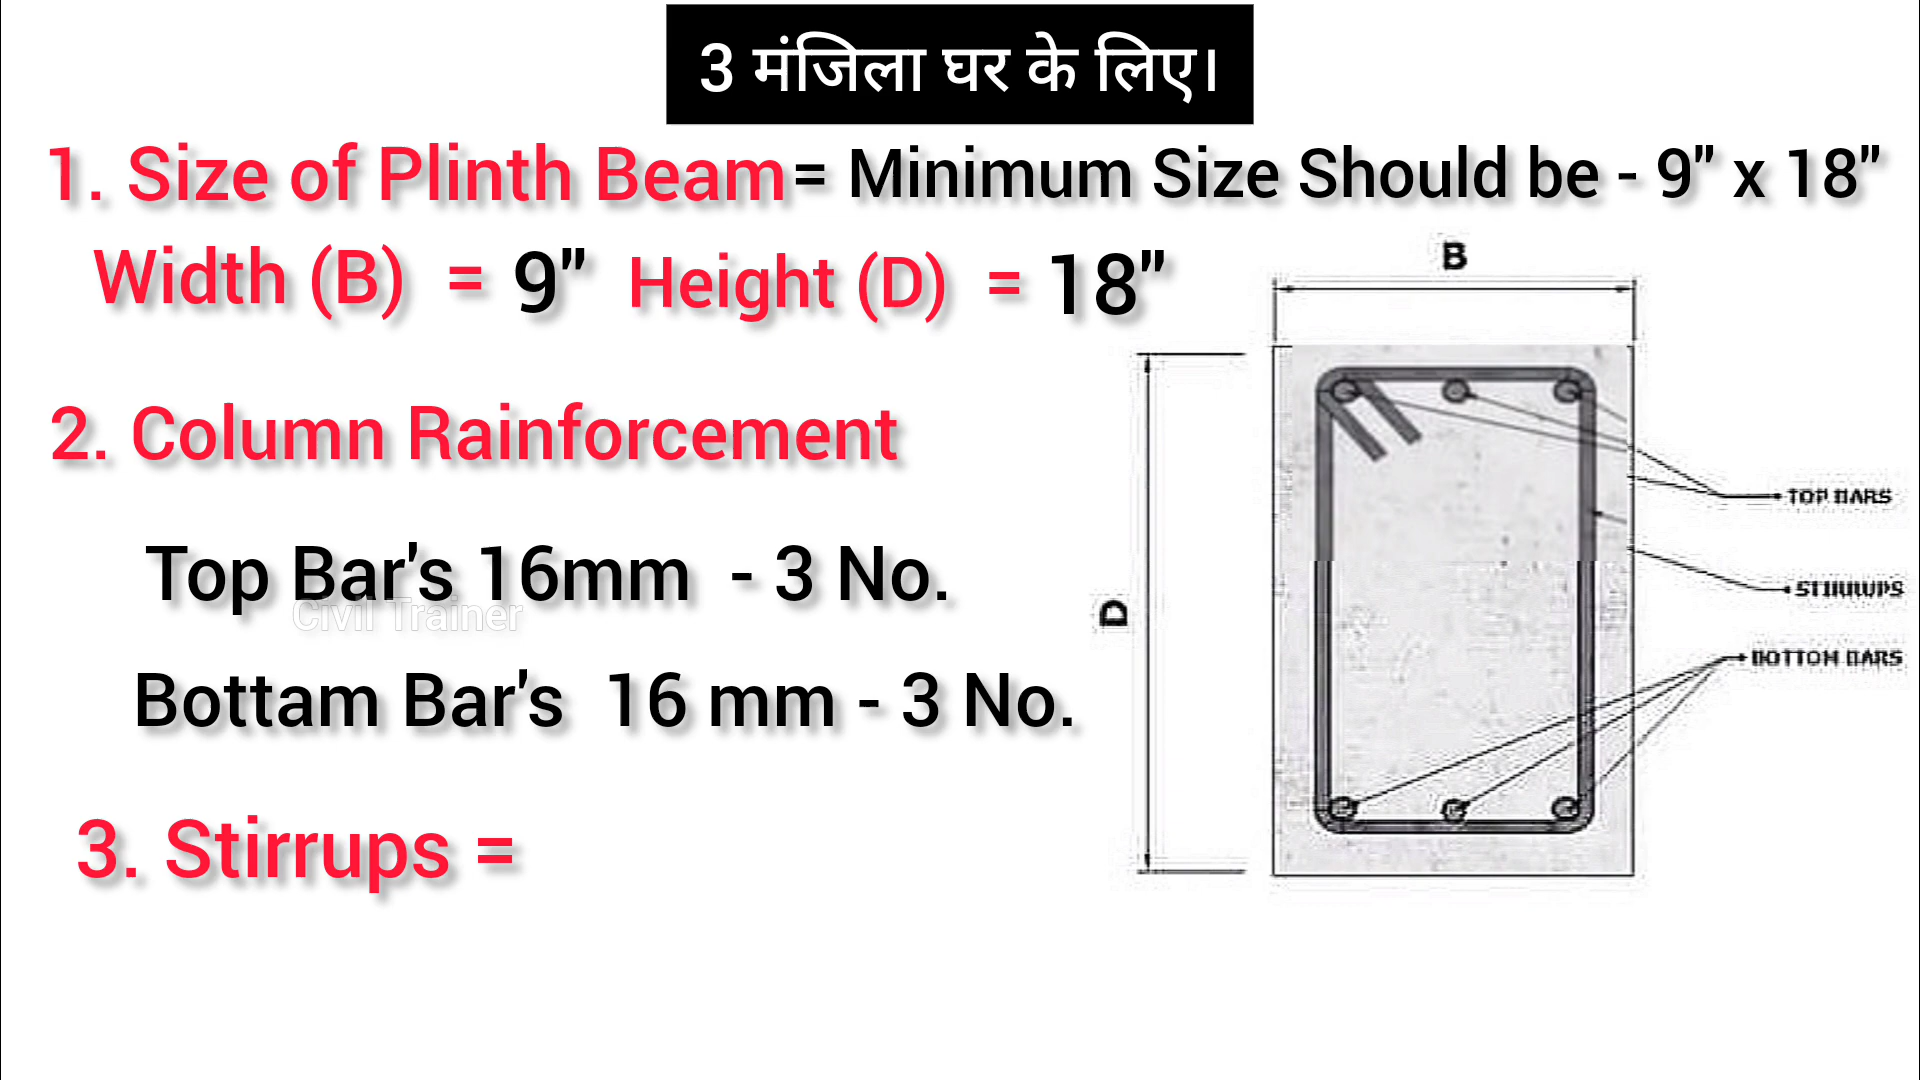 3 मंजिला घर के लिए।
1. Size of Plinth Beam = Minimum Size Should be - 9" x 18"
Width (B) = 9" Height (D) = 18"
B
2. Column Rainforcement
TOP BARS
Top Bar's 16mm - 3 No.
Civil Trainer
STIRRUPS
D
BOTTOM BARS
Bottam Bar's 16 mm - 3 No.
3. Stirrups =